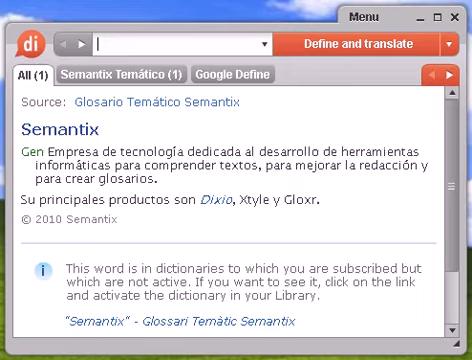 Menu
di
Define and translate
All (1)
Semantix Temático (1)
Google Define
Source: Glosario Temático Semantix
Semantix
Gen Empresa de tecnología dedicada al desarrollo de herramientas
informáticas para comprender textos, para mejorar la redacción y
para crear glosarios.
Su principales productos son Dixio, Xtyle y Gloxr.
© 2010 Semantix
i
This word is in dictionaries to which you are subscribed but
which are not active. If you want to see it, click on the link
and activate the dictionary in your Library.
"Semantix" - Glossari Temàtic Semantix